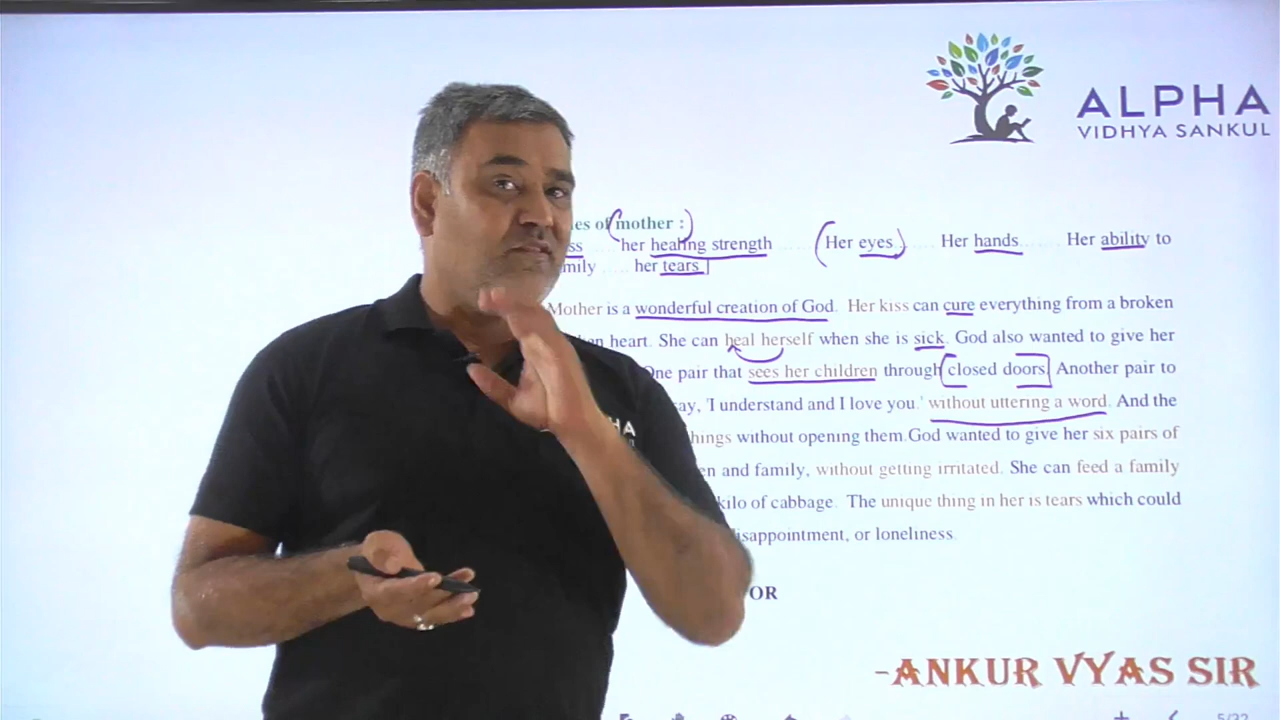 ALPHA
VIDHYA SANKUL
es of mother :
ss .... her healing strength ..... Her eyes ..... Her hands ..... Her ability to
mily ..... her tears
Mother is a wonderful creation of God. Her kiss can cure everything from a broken
heart. She can heal herself when she is sick. God also wanted to give her
One pair that sees her children through closed doors. Another pair to
say, 'I understand and I love you.' without uttering a word. And the
hings without opening them. God wanted to give her six pairs of
en and family, without getting irritated. She can feed a family
kilo of cabbage. The unique thing in her is tears which could
disappointment, or loneliness.
OR
HA
-ANKUR VYAS SIR
5/22